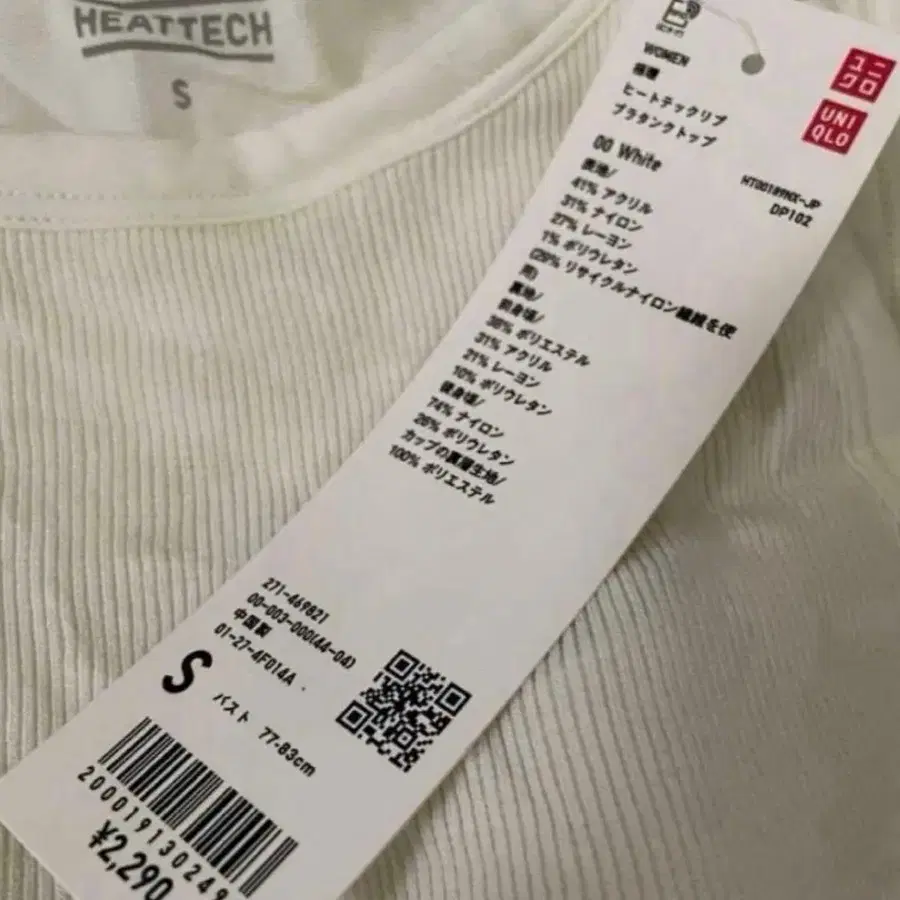 HEATTECH
S
WOMEN
ヒートテックリブ
ブラタンクトップ
ユニ
クロ
UNI
QLO
00 White
HT00189NX-JP
DP102
表地/
41% アクリル
31% ナイロン
27% レーヨン
1% ポリウレタン
(29% リサイクルナイロン繊維を使
用)
裏地/
前身頃/
38% ポリエステル
31% アクリル
21% レーヨン
10% ポリウレタン
後身頃/
74% ナイロン
26% ポリウレタン
カップの裏面生地/
100% ポリエステル
271-469821
00-003-000(44-04)
中国製
01-27-4F014A
S
バスト 77-83cm
200019130249
¥2,290